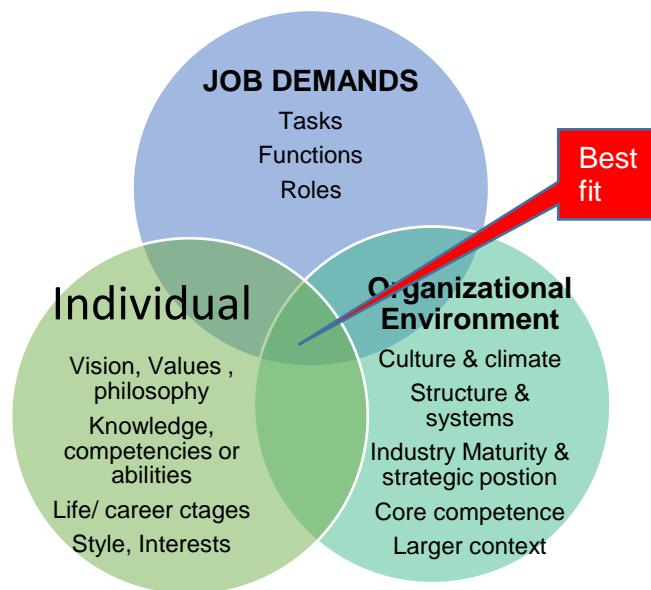 JOB DEMANDS
Tasks
Functions
Roles
Best
fit
Individual
Vision, Values ,
philosophy
Knowledge,
competencies or
abilities
Life/ career ctages
Style, Interests
Organizational
Environment
Culture & climate
Structure &
systems
Industry Maturity &
strategic postion
Core competence
Larger context